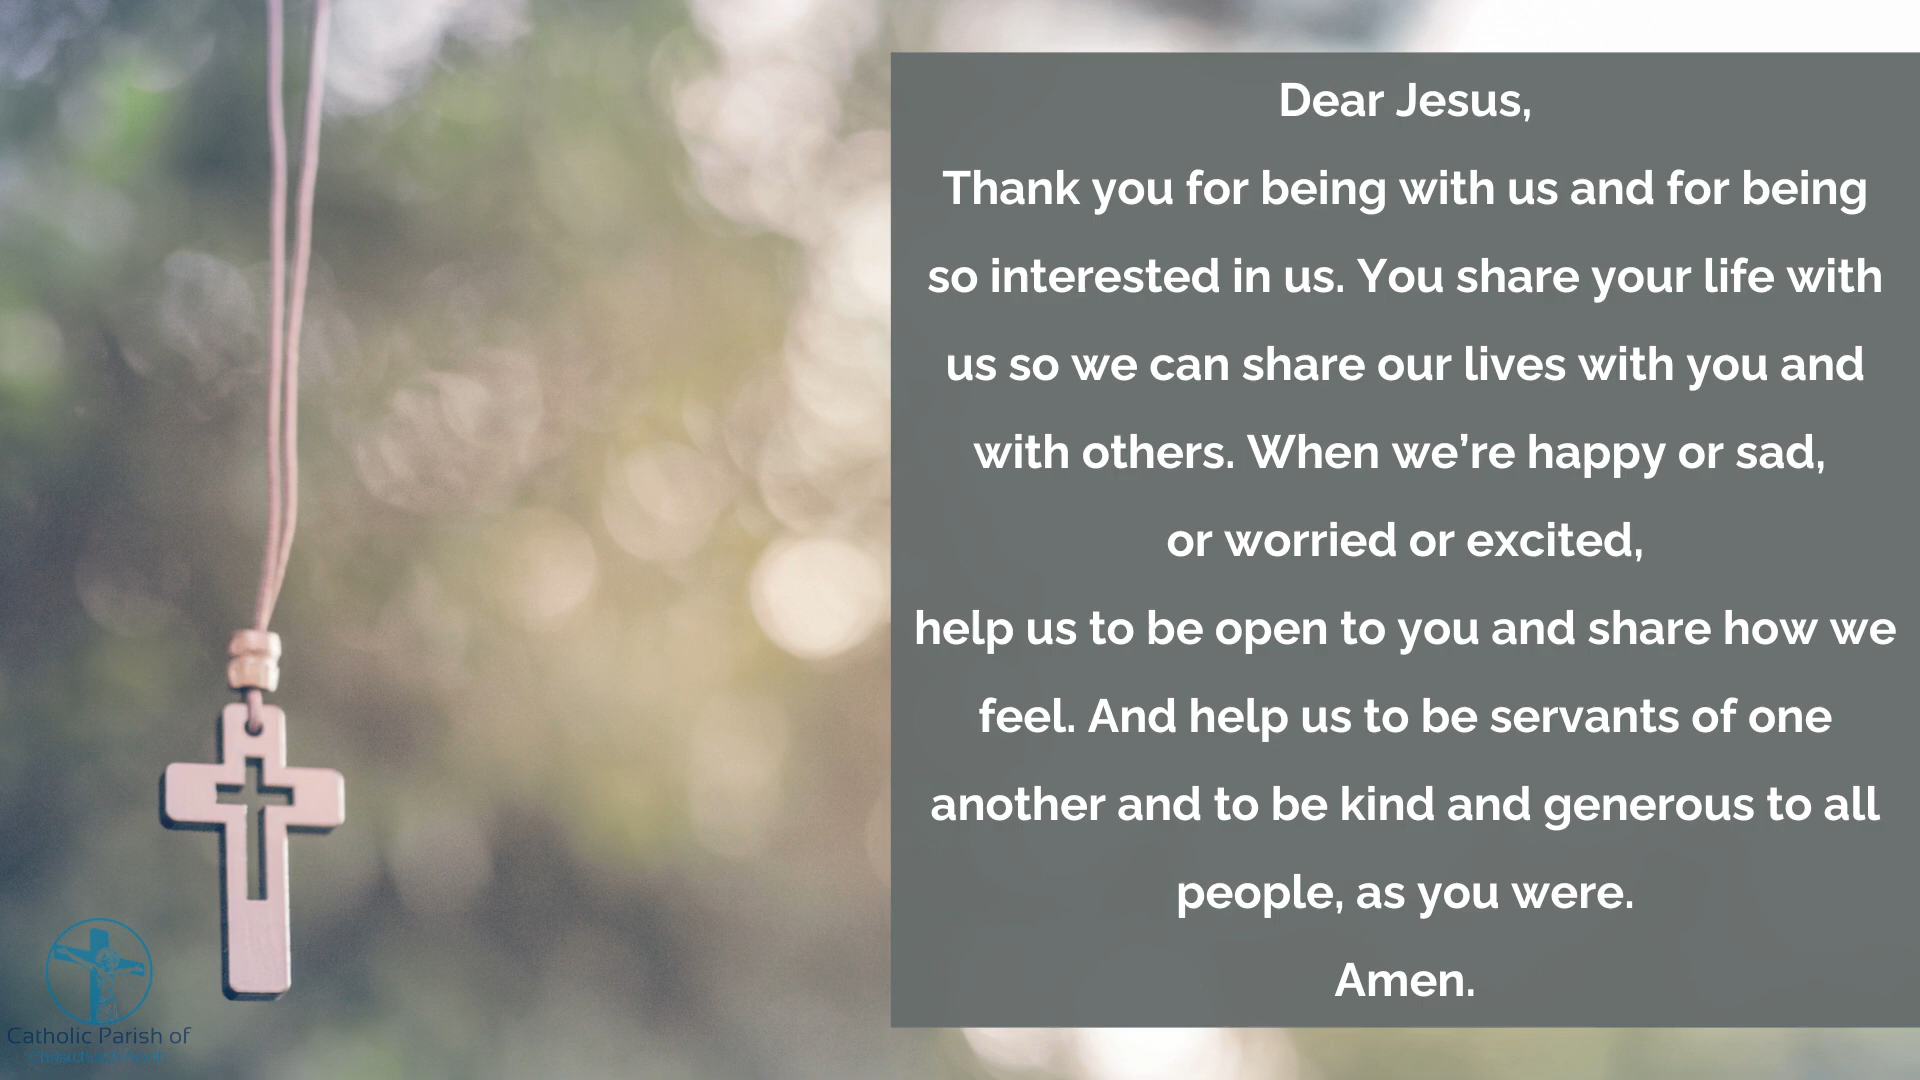 Dear Jesus,
Thank you for being with us and for being
so interested in us. You share your life with
us so we can share our lives with you and
with others. When we’re happy or sad,
or worried or excited,
help us to be open to you and share how we
feel. And help us to be servants of one
another and to be kind and generous to all
people, as you were.
Amen.
Catholic Parish of